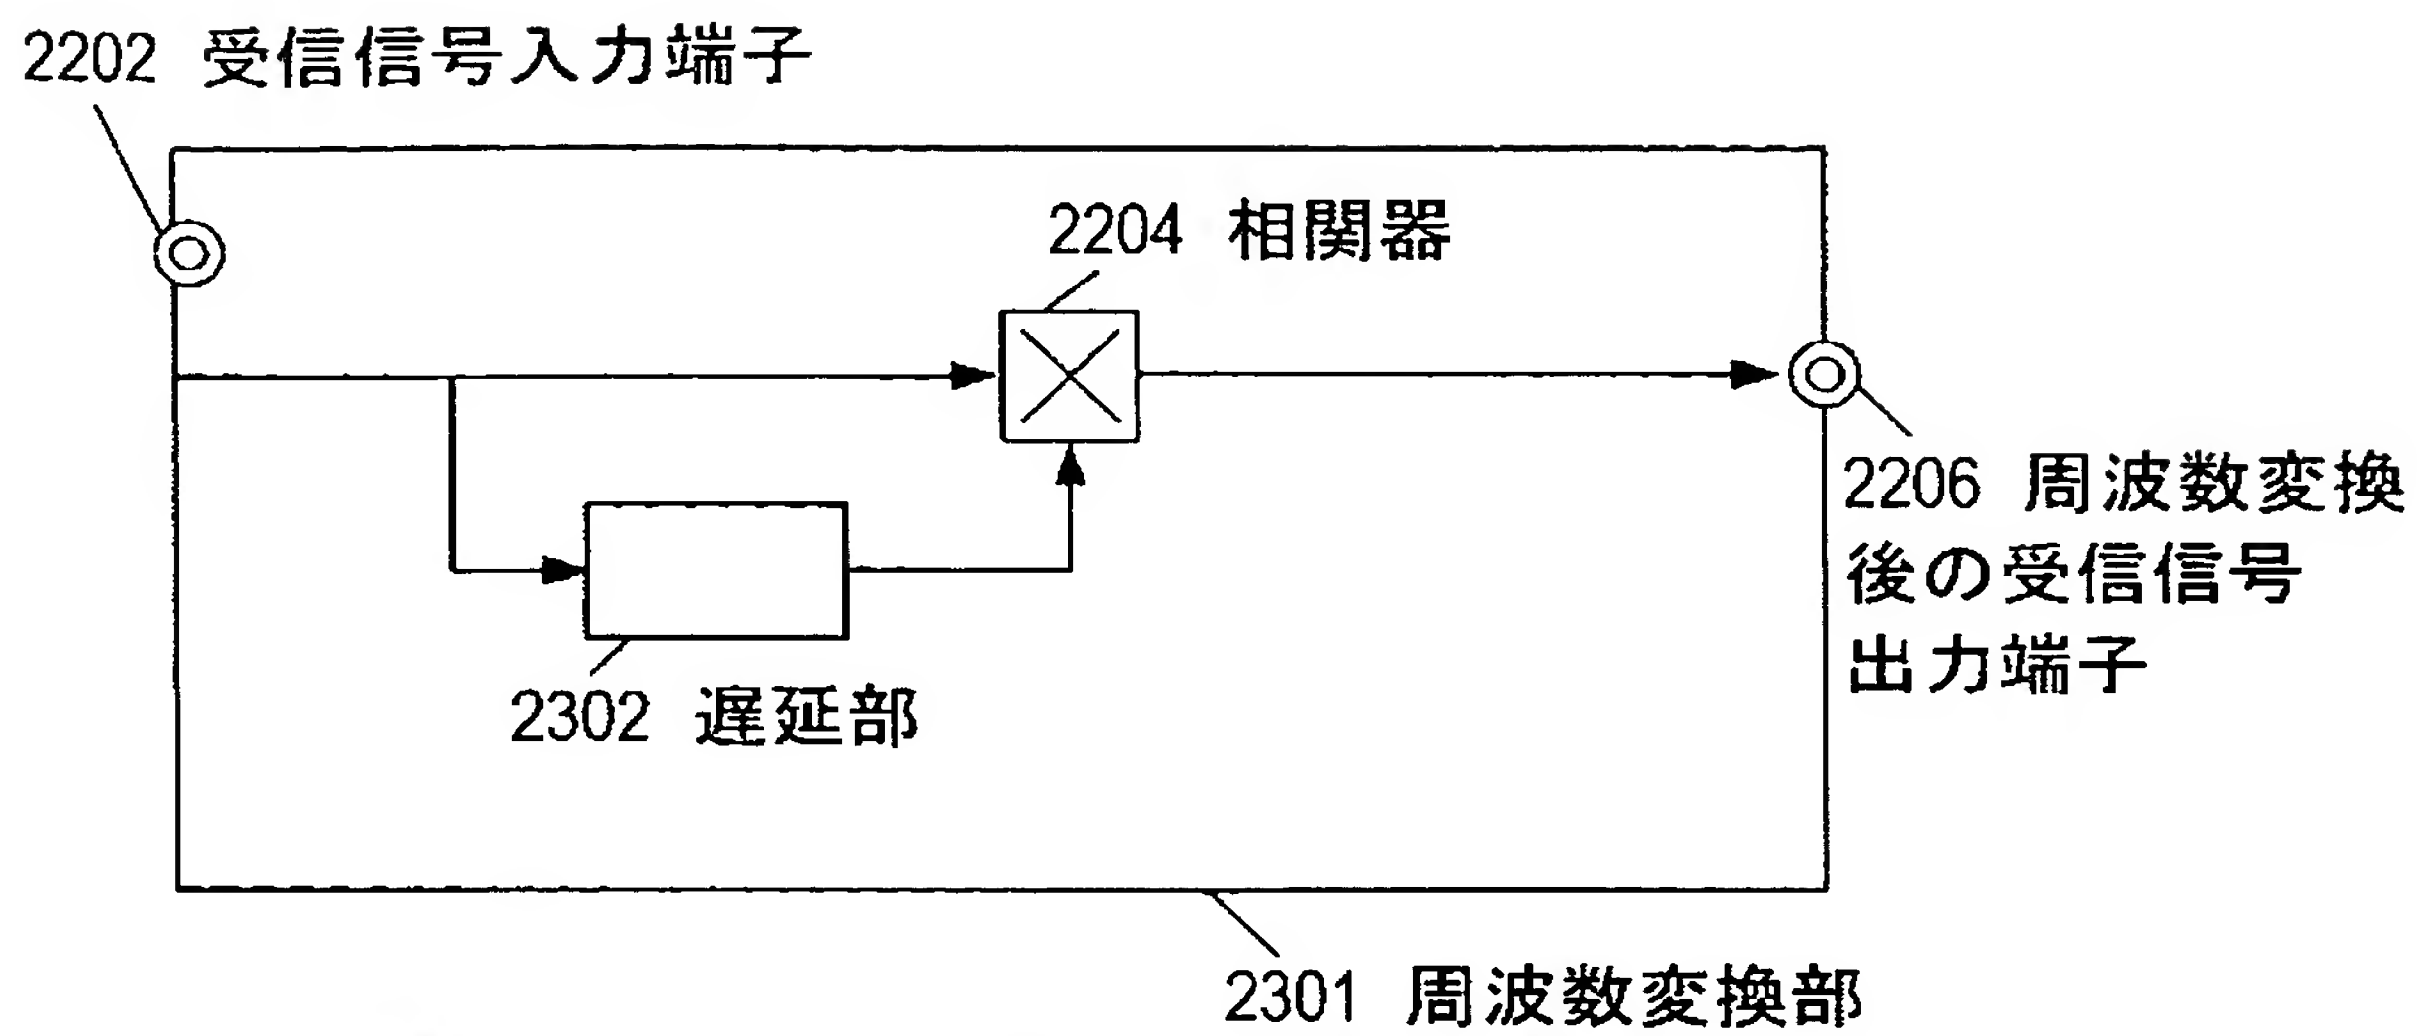 2202 受信信号入力端子
2204 相関器
2206 周波数変換
後の受信信号
出力端子
2302 遅延部
2301 周波数変換部